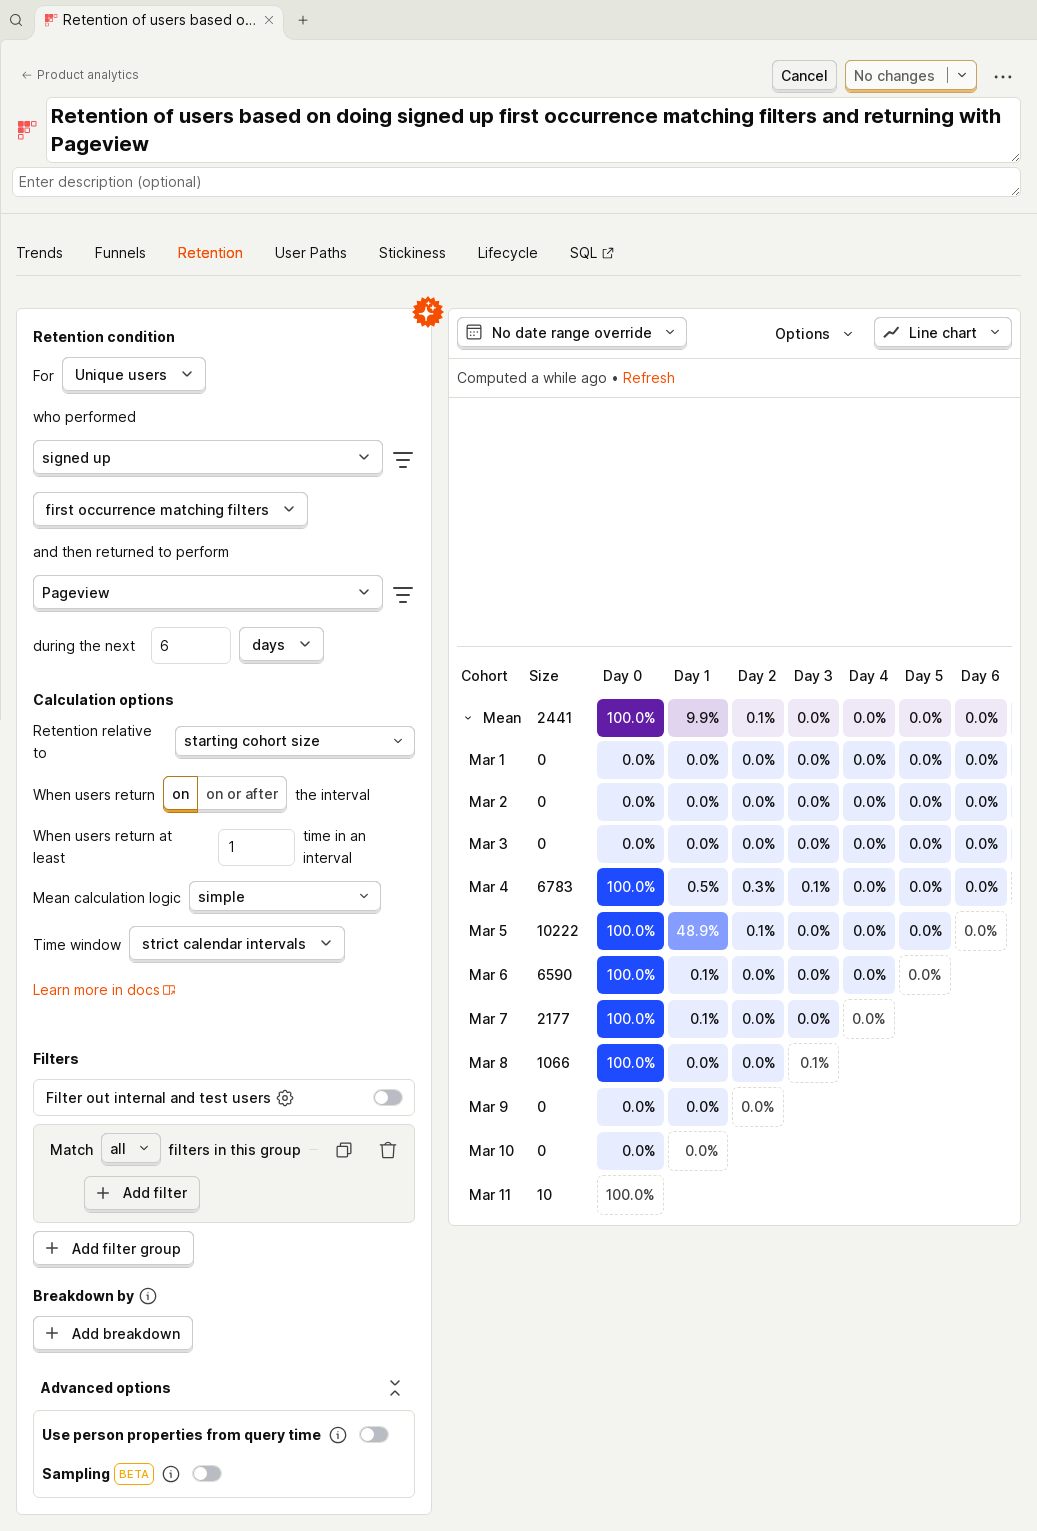 Retention of users based o...
Product analytics
Cancel
No changes
Retention of users based on doing signed up first occurrence matching filters and returning with
Pageview
Enter description (optional)
Trends Funnels Retention User Paths Stickiness Lifecycle SQL
Retention condition
For Unique users
who performed
signed up
first occurrence matching filters
and then returned to perform
Pageview
during the next 6 days
Calculation options
Retention relative
to
starting cohort size
When users return on on or after the interval
When users return at
least
1
time in an
interval
Mean calculation logic simple
Time window strict calendar intervals
Learn more in docs
Filters
Filter out internal and test users
Match all filters in this group
Add filter
Add filter group
Breakdown by
Add breakdown
Advanced options
Use person properties from query time
Sampling BETA
No date range override Options Line chart
Computed a while ago • Refresh
Cohort Size Day 0 Day 1 Day 2 Day 3 Day 4 Day 5 Day 6
Mean 2441 100.0% 9.9% 0.1% 0.0% 0.0% 0.0% 0.0%
Mar 1 0 0.0% 0.0% 0.0% 0.0% 0.0% 0.0% 0.0%
Mar 2 0 0.0% 0.0% 0.0% 0.0% 0.0% 0.0% 0.0%
Mar 3 0 0.0% 0.0% 0.0% 0.0% 0.0% 0.0% 0.0%
Mar 4 6783 100.0% 0.5% 0.3% 0.1% 0.0% 0.0% 0.0%
Mar 5 10222 100.0% 48.9% 0.1% 0.0% 0.0% 0.0% 0.0%
Mar 6 6590 100.0% 0.1% 0.0% 0.0% 0.0% 0.0%
Mar 7 2177 100.0% 0.1% 0.0% 0.0% 0.0%
Mar 8 1066 100.0% 0.0% 0.0% 0.1%
Mar 9 0 0.0% 0.0% 0.0%
Mar 10 0 0.0% 0.0%
Mar 11 10 100.0%